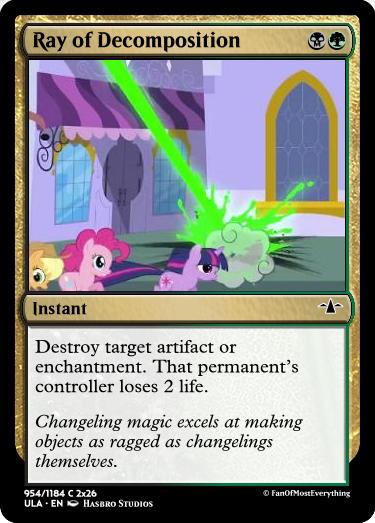 Ray of Decomposition
Instant
Destroy target artifact or
enchantment. That permanent's
controller loses 2 life.
Changeling magic excels at making
objects as ragged as changelings
themselves.
954/1184 C 2x26
ULA • EN Hasbro Studios
© FanOfMostEverything